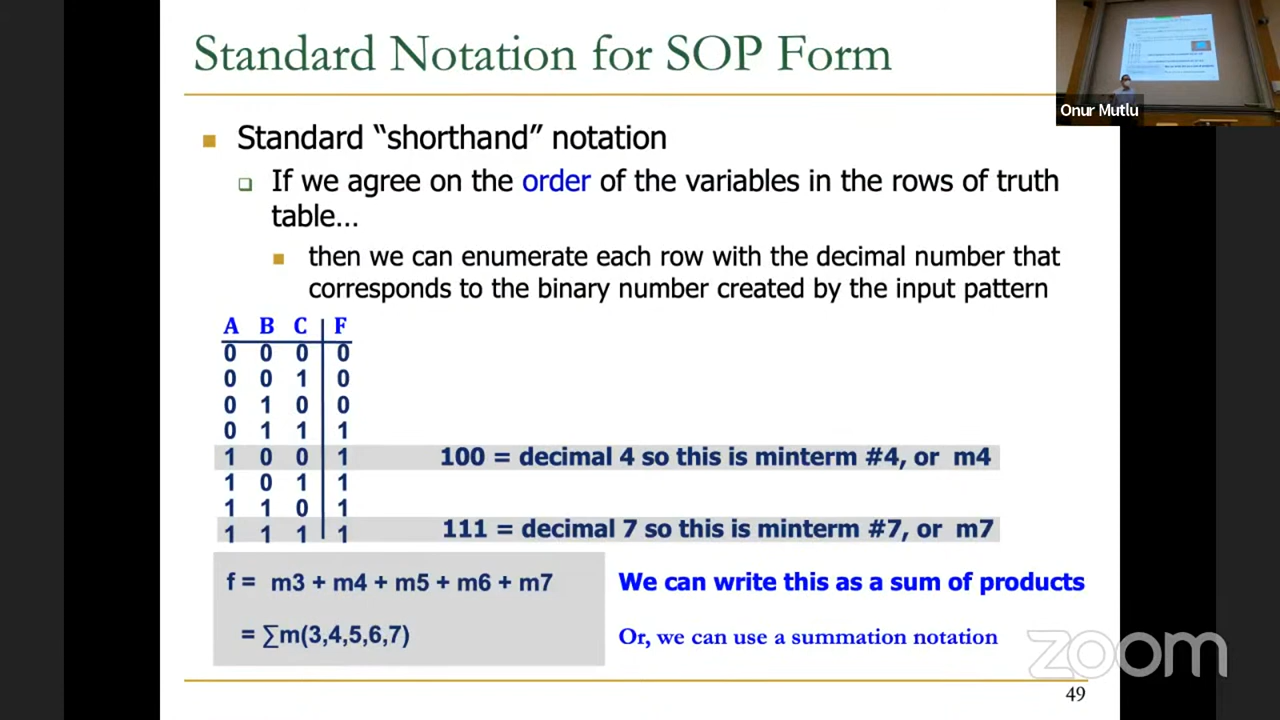 Standard Notation for SOP Form
Onur Mutlu
Standard “shorthand” notation
If we agree on the order of the variables in the rows of truth
table…
then we can enumerate each row with the decimal number that
corresponds to the binary number created by the input pattern
A B C F
0 0 0 0
0 0 1 0
0 1 0 0
0 1 1 1
1 0 0 1 100 = decimal 4 so this is minterm #4, or m4
1 0 1 1
1 1 0 1
1 1 1 1 111 = decimal 7 so this is minterm #7, or m7
f = m3 + m4 + m5 + m6 + m7 We can write this as a sum of products
= ∑m(3,4,5,6,7) Or, we can use a summation notation
zoom
49